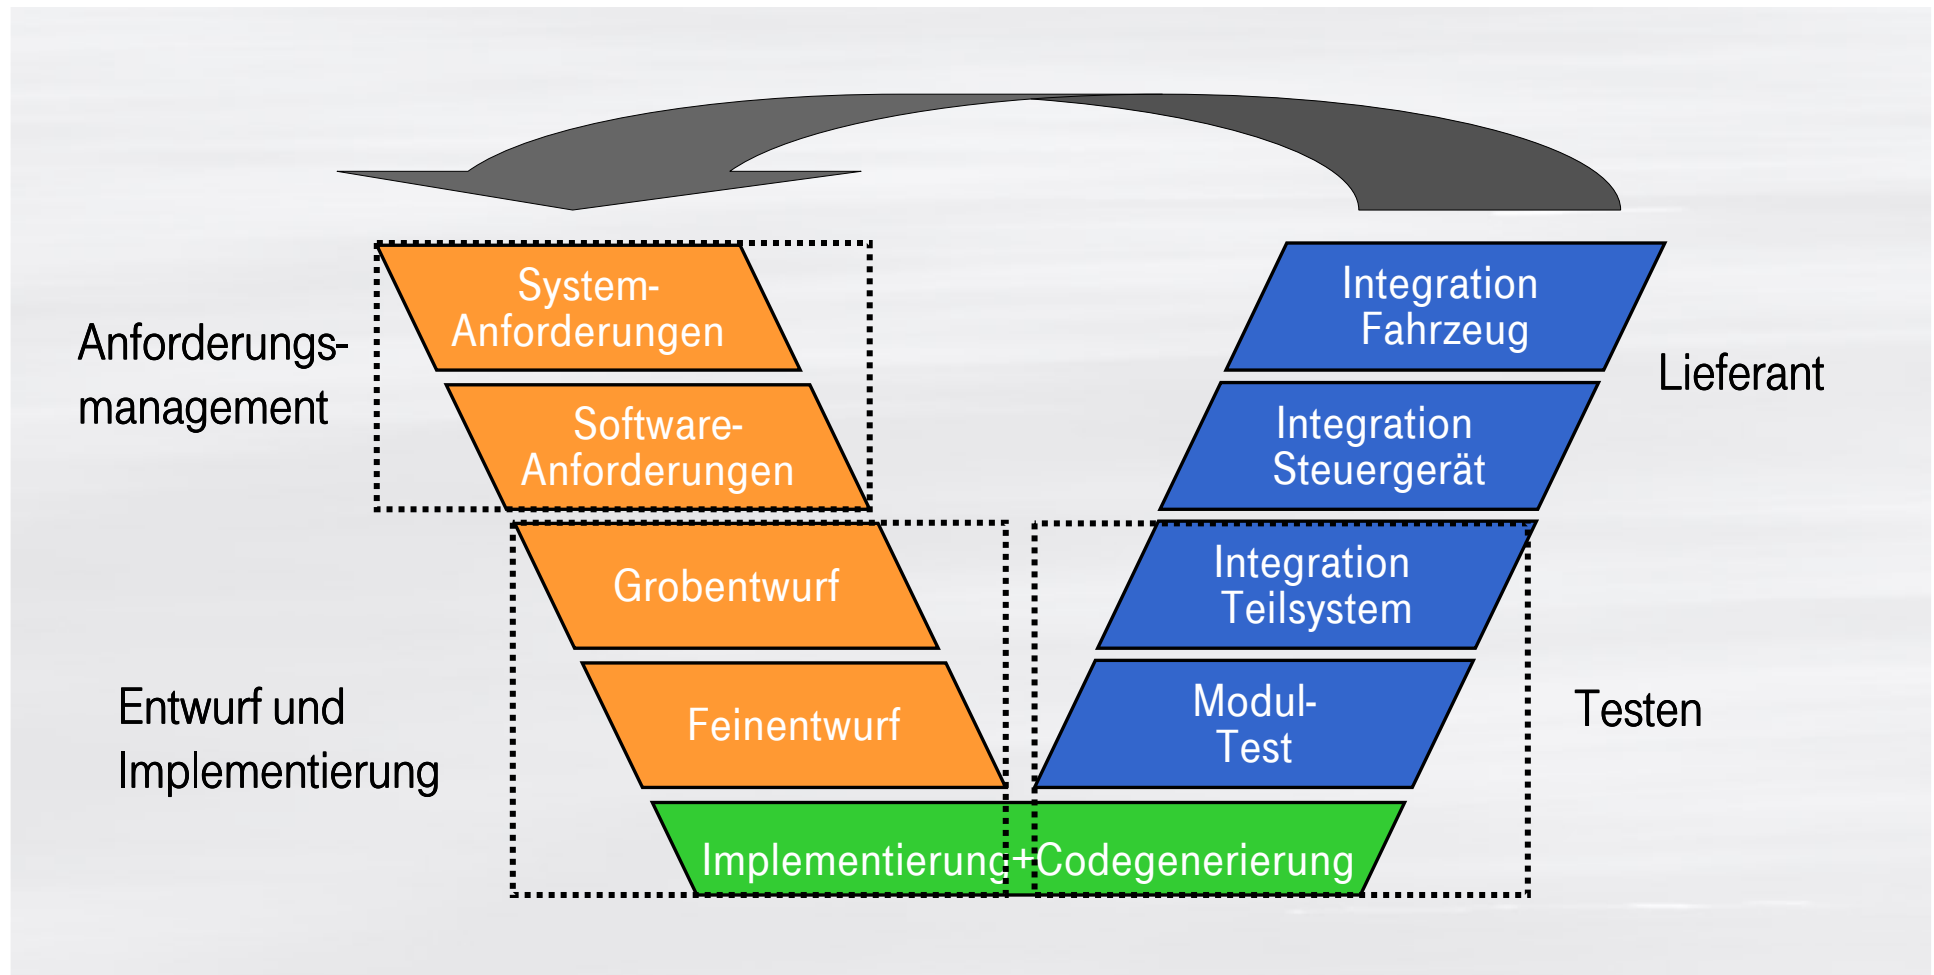 System-
Anforderungen
Software-
Anforderungen
Grobentwurf
Feinentwurf
Implementierung+Codegenerierung
Integration
Fahrzeug
Integration
Steuergerät
Integration
Teilsystem
Modul-
Test
Anforderungs-
management
Entwurf und
Implementierung
Lieferant
Testen